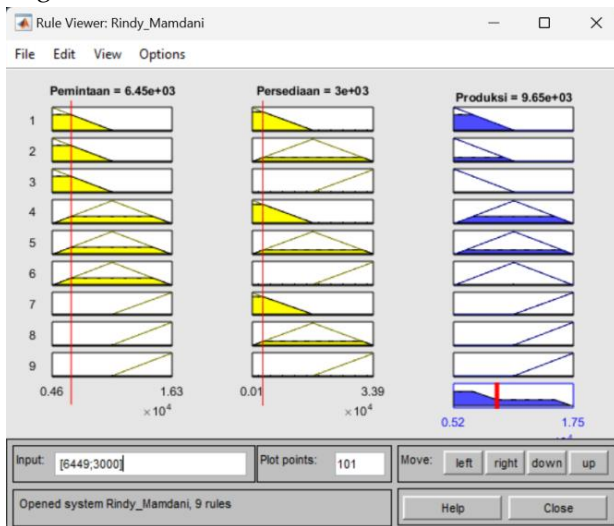 Rule Viewer: Rindy_Mamdani
File Edit View Options
Pemintaan = 6.45e+03
Persediaan = 3e+03
Produksi = 9.65e+03
1
2
3
4
5
6
7
8
9
0.46 1.63
×10⁴
0.01 3.39
×10⁴
0.52 1.75
Input: [6449;3000]
Plot points: 101
Move: left right down up
Opened system Rindy_Mamdani, 9 rules
Help Close